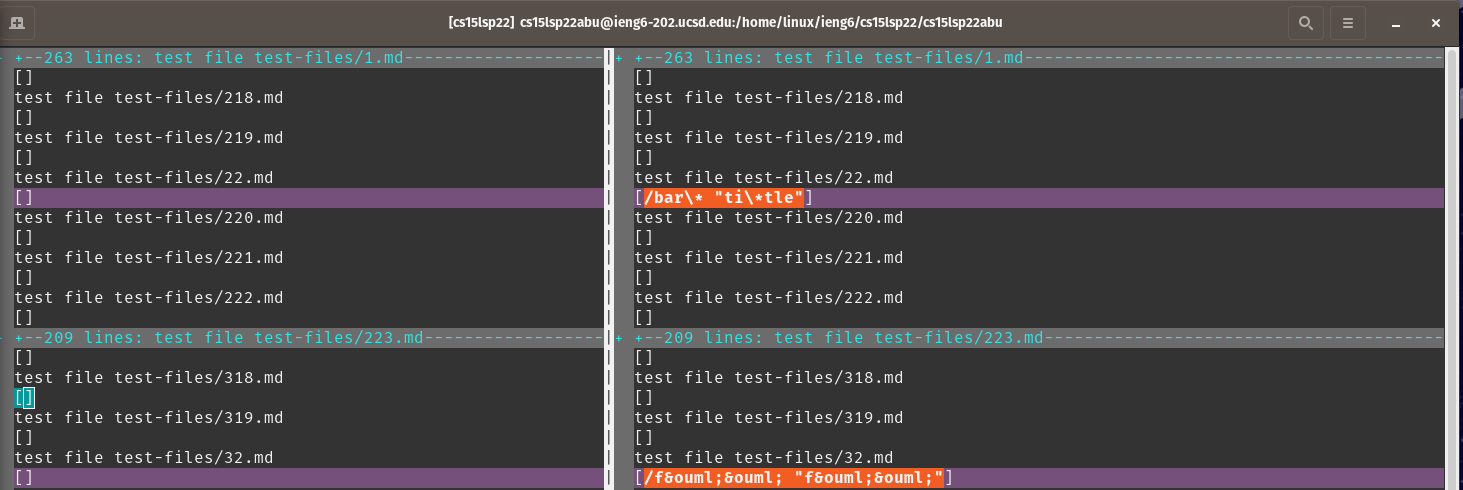 [cs15lsp22] cs15lsp22abu@ieng6-202.ucsd.edu:/home/linux/ieng6/cs15lsp22/cs15lsp22abu
+--263 lines: test file test-files/1.md--------------------
[]
test file test-files/218.md
[]
test file test-files/219.md
[]
test file test-files/22.md
[]
test file test-files/220.md
[]
test file test-files/221.md
[]
test file test-files/222.md
[]
+--209 lines: test file test-files/223.md------------------
[]
test file test-files/318.md
[]
test file test-files/319.md
[]
test file test-files/32.md
[]
+ +--263 lines: test file test-files/1.md------------------------------------------
[]
test file test-files/218.md
[]
test file test-files/219.md
[]
test file test-files/22.md
[/bar\* "ti\*tle"]
test file test-files/220.md
[]
test file test-files/221.md
[]
test file test-files/222.md
[]
+ +--209 lines: test file test-files/223.md----------------------------------------
[]
test file test-files/318.md
[]
test file test-files/319.md
[]
test file test-files/32.md
[/f&ouml;&ouml; "f&ouml;&ouml;"]